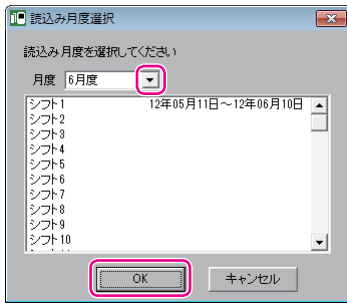 読込み月度選択
読込み月度を選択してください
月度 6月度
シフト1 12年05月11日～12年06月10日
シフト2
シフト3
シフト4
シフト5
シフト6
シフト7
シフト8
シフト9
シフト10
OK キャンセル